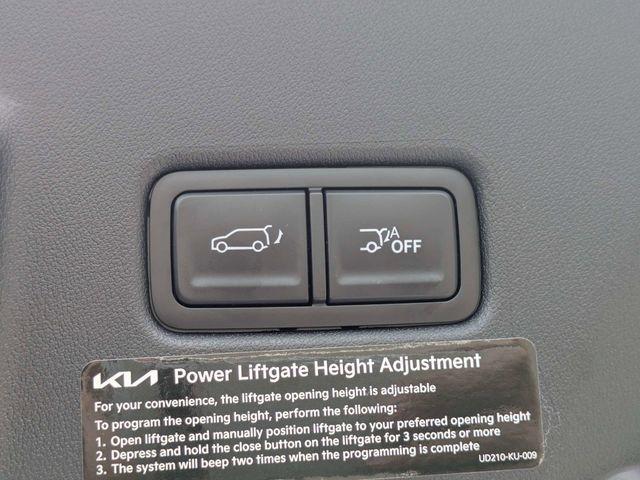 A
OFF
KIA Power Liftgate Height Adjustment
For your convenience, the liftgate opening height is adjustable
To program the opening height, perform the following:
1. Open liftgate and manually position liftgate to your preferred opening height
2. Depress and hold the close button on the liftgate for 3 seconds or more
3. The system will beep two times when the programming is complete
UD210-KU-009